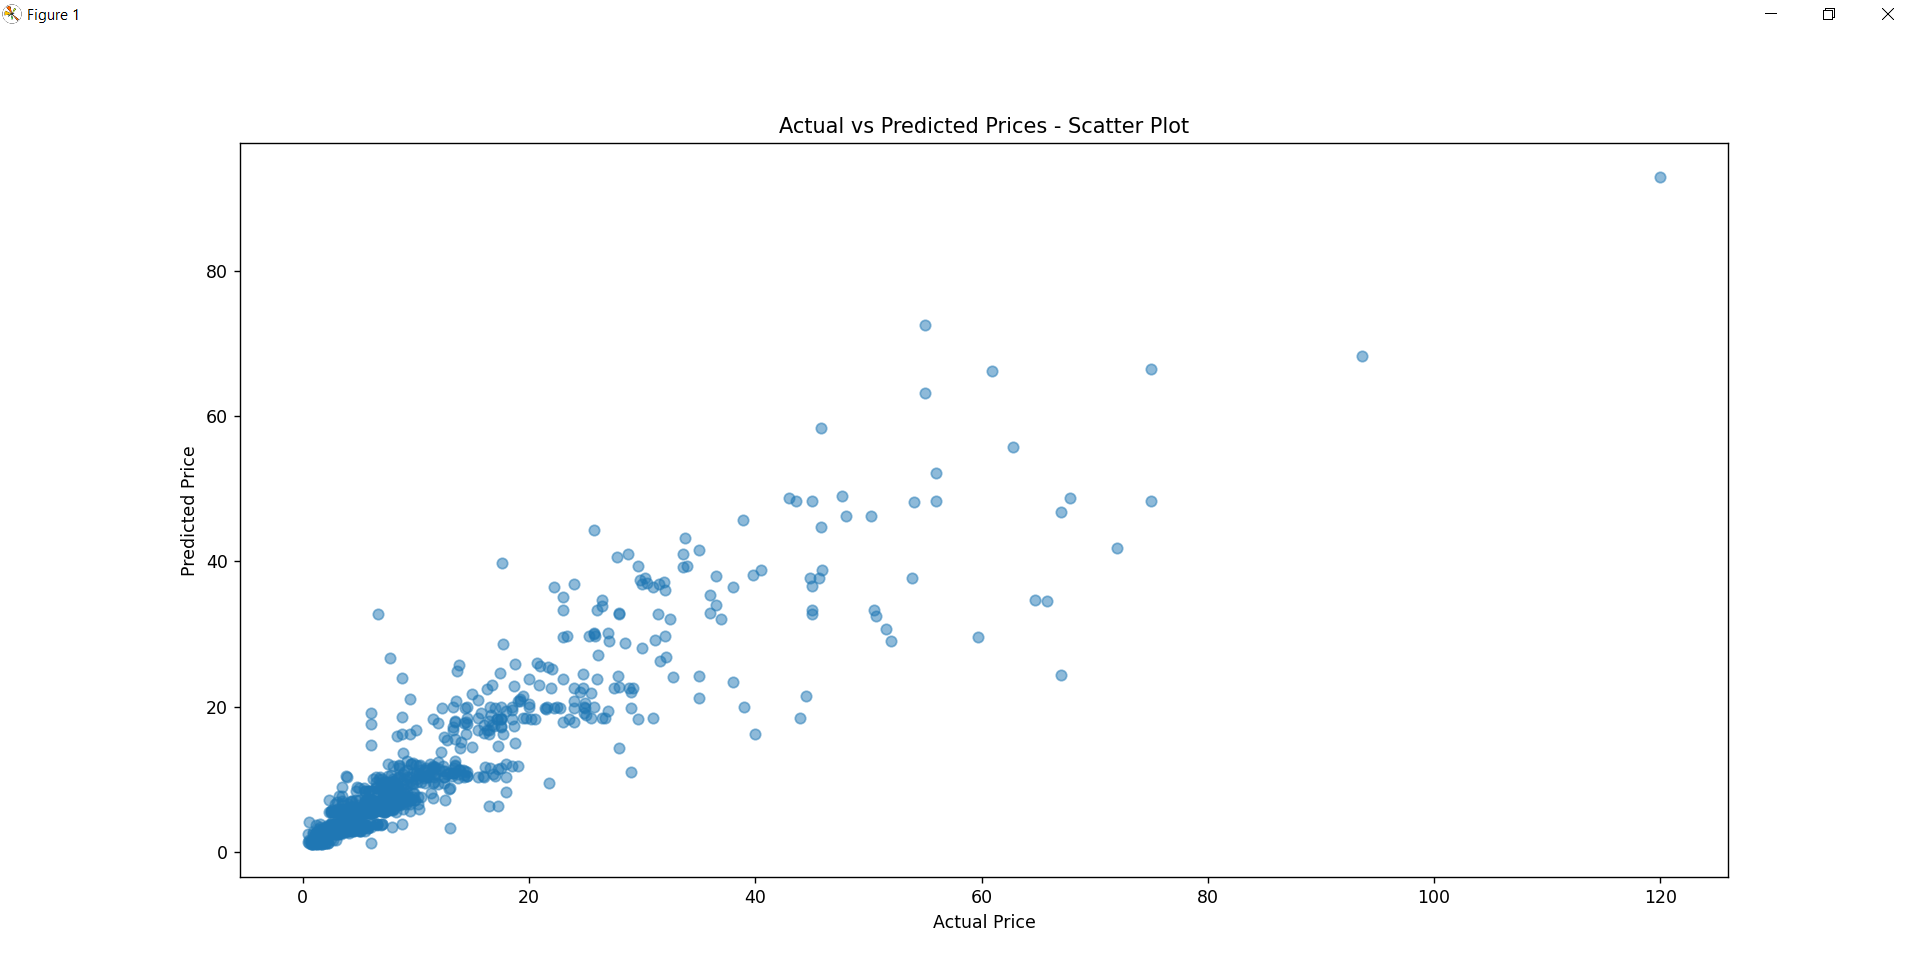 Figure 1
Actual vs Predicted Prices - Scatter Plot
80
60
40
20
0
Predicted Price
0 20 40 60 80 100 120
Actual Price